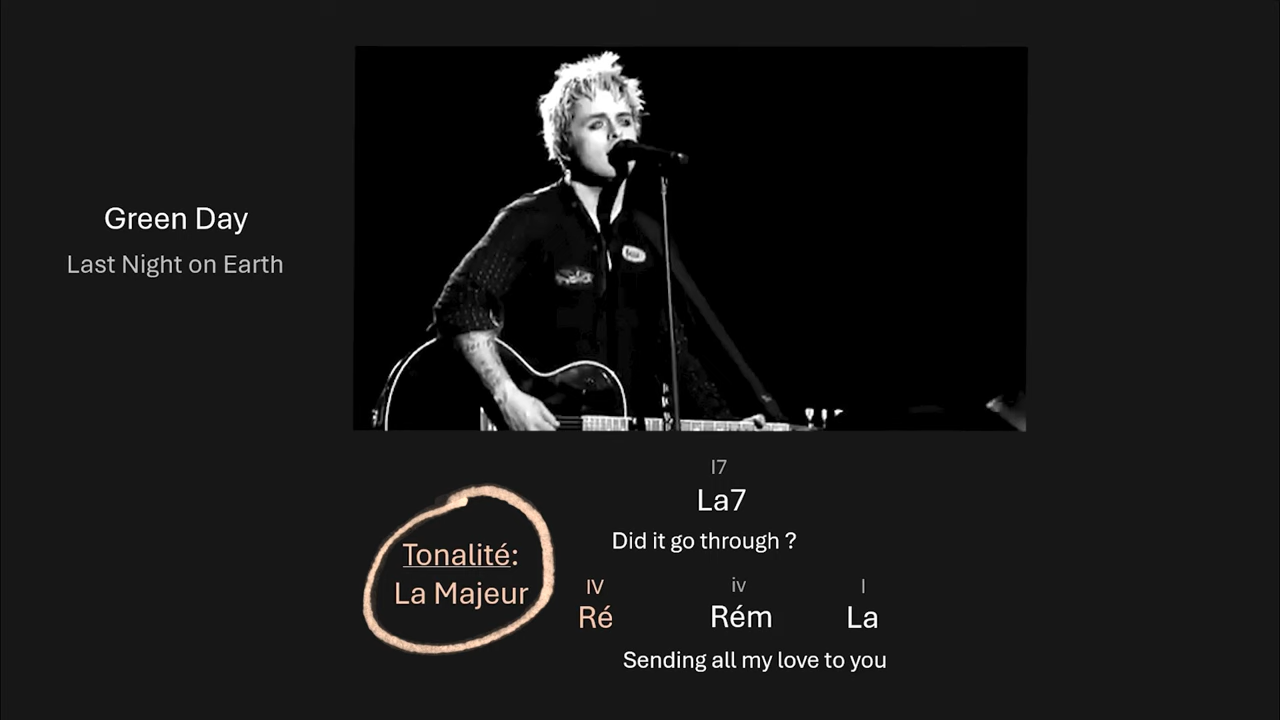 Green Day
Last Night on Earth
I7
La7
Did it go through ?
Tonalité:
La Majeur
IV iv I
Ré Rém La
Sending all my love to you